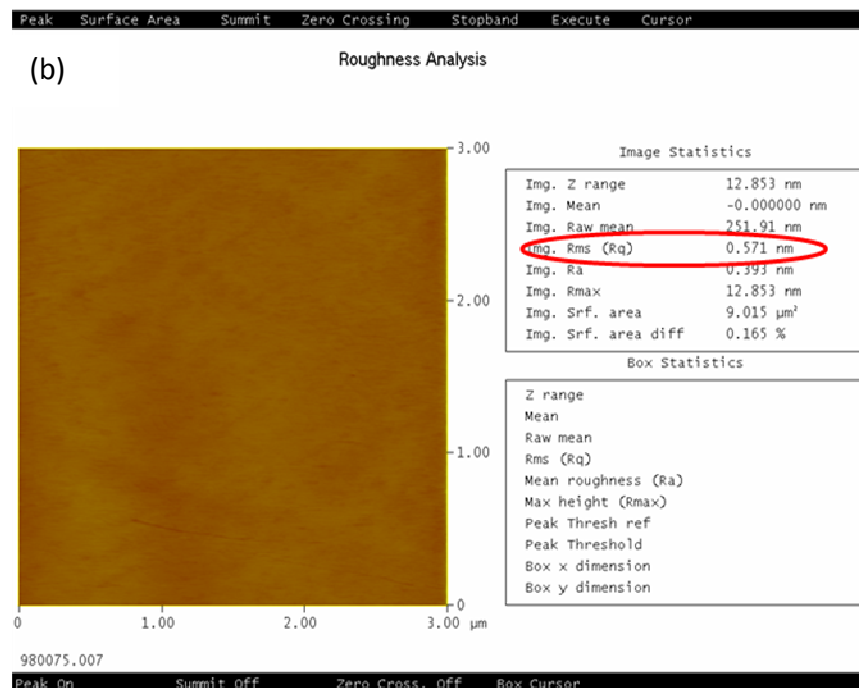 Peak Surface Area Summit Zero Crossing Stopband Execute Cursor
(b)
Roughness Analysis
Image Statistics
Img. Z range 12.853 nm
Img. Mean -0.000000 nm
Img. Raw mean 251.91 nm
Img. Rms (Rq) 0.571 nm
Img. Ra 0.393 nm
Img. Rmax 12.853 nm
Img. Srf. area 9.015 µm²
Img. Srf. area diff 0.165 %
Box Statistics
Z range
Mean
Raw mean
Rms (Rq)
Mean roughness (Ra)
Max height (Rmax)
Peak Thresh ref
Peak Threshold
Box x dimension
Box y dimension
3.00
2.00
1.00
0
0 1.00 2.00 3.00 µm
980075.007
Peak On Summit Off Zero Cross. Off Box Cursor